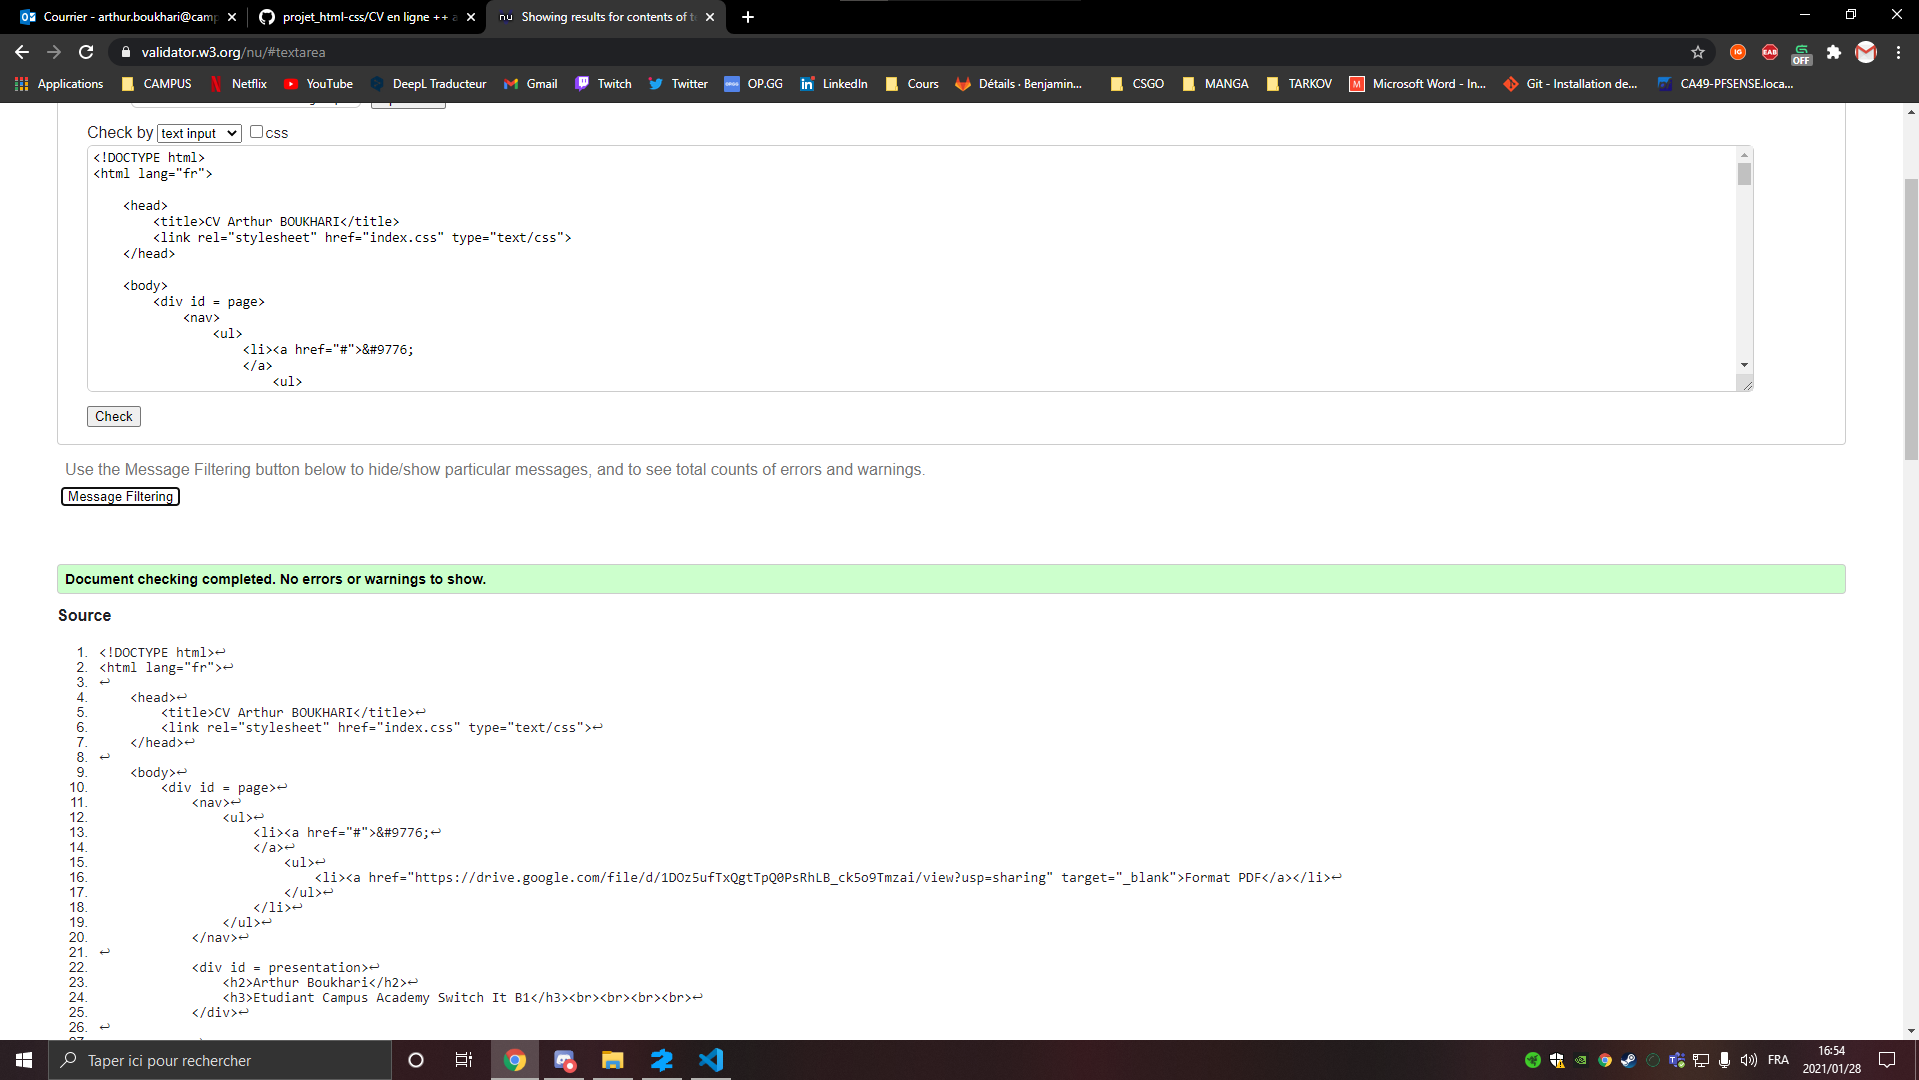 Courrier - arthur.boukhari@camp
projet_html-css/CV en ligne ++ a
nu Showing results for contents of te
validator.w3.org/nu/#textarea
IG EAB OFF
Applications CAMPUS Netflix YouTube DeepL Traducteur Gmail Twitch Twitter OP.GG LinkedIn Cours Détails · Benjamin... CSGO MANGA TARKOV Microsoft Word - In... Git - Installation de... CA49-PFSENSE.loca...
Check by text input css
<!DOCTYPE html>
<html lang="fr">
<head>
<title>CV Arthur BOUKHARI</title>
<link rel="stylesheet" href="index.css" type="text/css">
</head>
<body>
<div id = page>
<nav>
<ul>
<li><a href="#">&#9776;
</a>
<ul>
Check
Use the Message Filtering button below to hide/show particular messages, and to see total counts of errors and warnings.
Message Filtering
Document checking completed. No errors or warnings to show.
Source
1. <!DOCTYPE html>↩
2. <html lang="fr">↩
3. ↩
4. <head>↩
5. <title>CV Arthur BOUKHARI</title>↩
6. <link rel="stylesheet" href="index.css" type="text/css">↩
7. </head>↩
8. ↩
9. <body>↩
10. <div id = page>↩
11. <nav>↩
12. <ul>↩
13. <li><a href="#">&#9776;↩
14. </a>↩
15. <ul>↩
16. <li><a href="https://drive.google.com/file/d/1DOz5ufTxQgtTpQ0PsRhLB_ck5o9Tmzai/view?usp=sharing" target="_blank">Format PDF</a></li>↩
17. </ul>↩
18. </li>↩
19. </ul>↩
20. </nav>↩
21. ↩
22. <div id = presentation>↩
23. <h2>Arthur Boukhari</h2>↩
24. <h3>Etudiant Campus Academy Switch It B1</h3><br><br><br><br>↩
25. </div>↩
26. ↩
Taper ici pour rechercher
FRA
16:54
2021/01/28